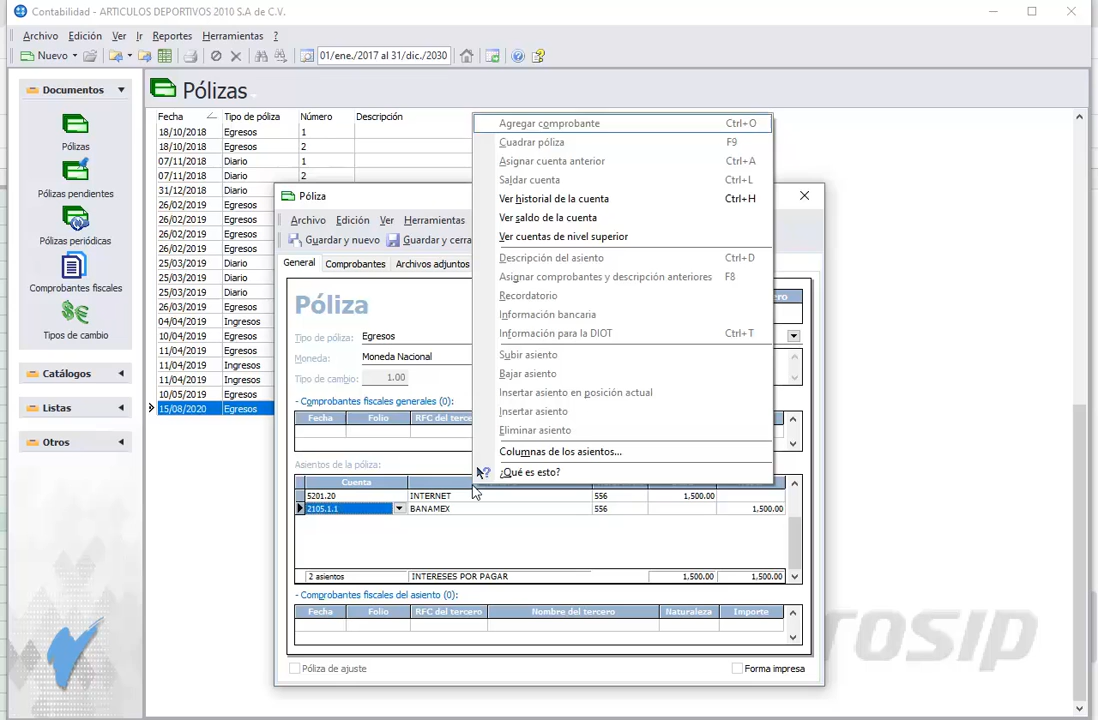 Contabilidad - ARTICULOS DEPORTIVOS 2010 S.A de C.V.
Archivo Edición Ver Ir Reportes Herramientas ?
Nuevo 01/ene./2017 al 31/dic./2030
Documentos
Pólizas
Pólizas pendientes
Pólizas periódicas
Comprobantes fiscales
Tipos de cambio
Catálogos
Listas
Otros
Pólizas
Fecha Tipo de póliza Número Descripción
18/10/2018 Egresos 1
18/10/2018 Egresos 2
07/11/2018 Diario 1
07/11/2018 Diario 2
31/12/2018 Diario
26/02/2019 Egresos
26/02/2019 Egresos
26/02/2019 Egresos
25/03/2019 Diario
25/03/2019 Diario
25/03/2019 Diario
25/03/2019 Diario
26/03/2019 Egresos
04/04/2019 Ingresos
10/04/2019 Egresos
11/04/2019 Egresos
11/04/2019 Ingresos
11/04/2019 Ingresos
10/05/2019 Egresos
15/08/2020 Egresos
Póliza
Archivo Edición Ver Herramientas
Guardar y nuevo Guardar y cerra
General Comprobantes Archivos adjuntos
Póliza
Tipo de póliza: Egresos
Moneda: Moneda Nacional
Tipo de cambio: 1.00
- Comprobantes fiscales generales (0):
Fecha Folio RFC del terce
Asientos de la póliza:
Cuenta
5201.20 INTERNET 556 1,500.00
2105.1.1 BANAMEX 556 1,500.00
2 asientos INTERESES POR PAGAR 1,500.00 1,500.00
- Comprobantes fiscales del asiento (0):
Fecha Folio RFC del tercero Nombre del tercero Naturaleza Importe
Póliza de ajuste Forma impresa
Agregar comprobante Ctrl+O
Cuadrar póliza F9
Asignar cuenta anterior Ctrl+A
Saldar cuenta Ctrl+L
Ver historial de la cuenta Ctrl+H
Ver saldo de la cuenta
Ver cuentas de nivel superior
Descripción del asiento Ctrl+D
Asignar comprobantes y descripción anteriores F8
Recordatorio
Información bancaria
Información para la DIOT Ctrl+T
Subir asiento
Bajar asiento
Insertar asiento en posición actual
Insertar asiento
Eliminar asiento
Columnas de los asientos...
¿Qué es esto?
rosip